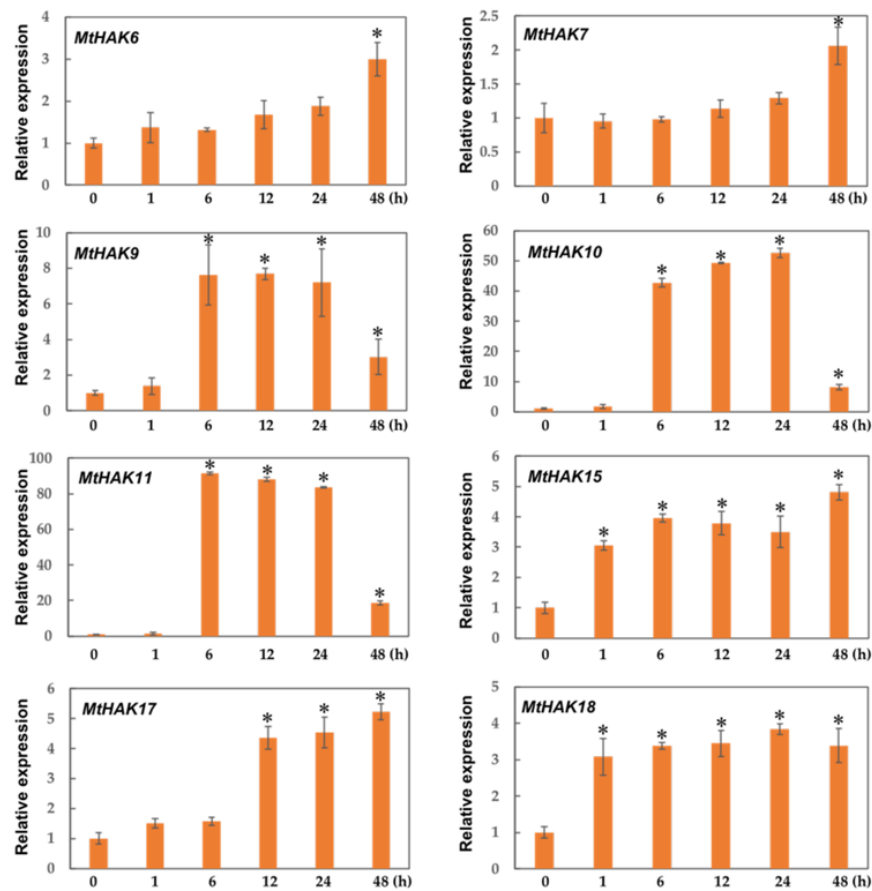 MtHAK6
Relative expression
4
3
2
1
0
*
0 1 6 12 24 48 (h)
MtHAK7
Relative expression
2.5
2
1.5
1
0.5
0
*
0 1 6 12 24 48 (h)
MtHAK9
Relative expression
10
8
6
4
2
0
* * * *
0 1 6 12 24 48 (h)
MtHAK10
Relative expression
60
50
40
30
20
10
0
* * * *
0 1 6 12 24 48 (h)
MtHAK11
Relative expression
100
80
60
40
20
0
* * * *
0 1 6 12 24 48 (h)
MtHAK15
Relative expression
6
5
4
3
2
1
0
* * * * *
0 1 6 12 24 48 (h)
MtHAK17
Relative expression
6
5
4
3
2
1
0
* * *
0 1 6 12 24 48 (h)
MtHAK18
Relative expression
5
4
3
2
1
0
* * * * *
0 1 6 12 24 48 (h)